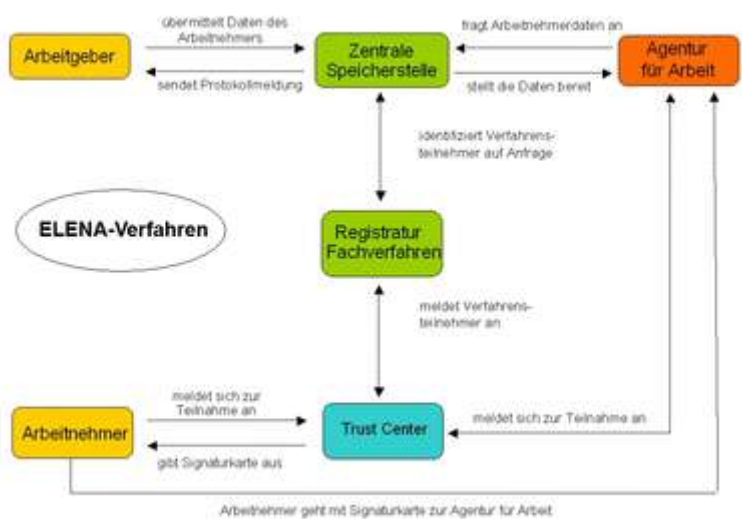 übermittelt Daten des
Arbeitnehmers
fragt Arbeitnehmerdaten an
Arbeitgeber
Zentrale
Speicherstelle
Agentur
für Arbeit
sendet Protokollmeldung
stellt die Daten bereit
identifiziert Verfahrens-
teilnehmer auf Anfrage
ELENA-Verfahren
Registratur
Fachverfahren
meldet Verfahrens-
teilnehmer an
meldet sich zur
Teilnahme an
Arbeitnehmer
Trust Center
meldet sich zur Teilnahme an
gibt Signaturkarte aus
Arbeitnehmer geht mit Signaturkarte zur Agentur für Arbeit